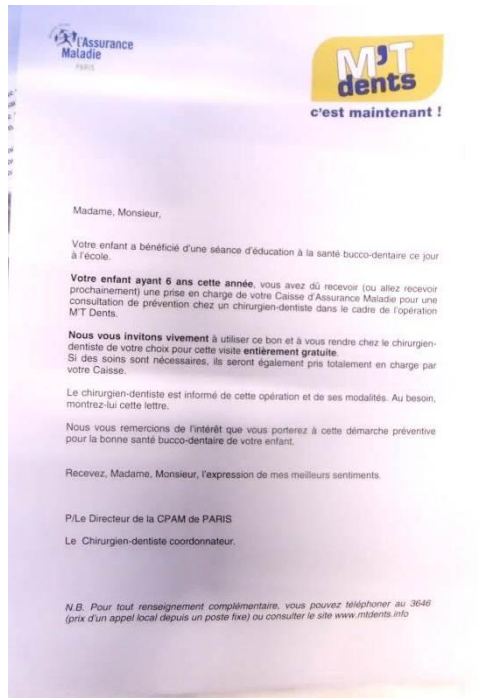 l'Assurance
Maladie
PARIS
M'T
dents
c'est maintenant !
Madame, Monsieur,
Votre enfant a bénéficié d'une séance d'éducation à la santé bucco-dentaire ce jour
à l'école.
Votre enfant ayant 6 ans cette année, vous avez dû recevoir (ou allez recevoir
prochainement) une prise en charge de votre Caisse d'Assurance Maladie pour une
consultation de prévention chez un chirurgien-dentiste dans le cadre de l'opération
M'T Dents.
Nous vous invitons vivement à utiliser ce bon et à vous rendre chez le chirurgien-
dentiste de votre choix pour cette visite entièrement gratuite.
Si des soins sont nécessaires, ils seront également pris totalement en charge par
votre Caisse.
Le chirurgien-dentiste est informé de cette opération et de ses modalités. Au besoin,
montrez-lui cette lettre.
Nous vous remercions de l'intérêt que vous porterez à cette démarche préventive
pour la bonne santé bucco-dentaire de votre enfant.
Recevez, Madame, Monsieur, l'expression de mes meilleurs sentiments.
P/Le Directeur de la CPAM de PARIS
Le Chirurgien-dentiste coordonnateur.
N.B. Pour tout renseignement complémentaire, vous pouvez téléphoner au 3646
(prix d'un appel local depuis un poste fixe) ou consulter le site www.mtdents.info